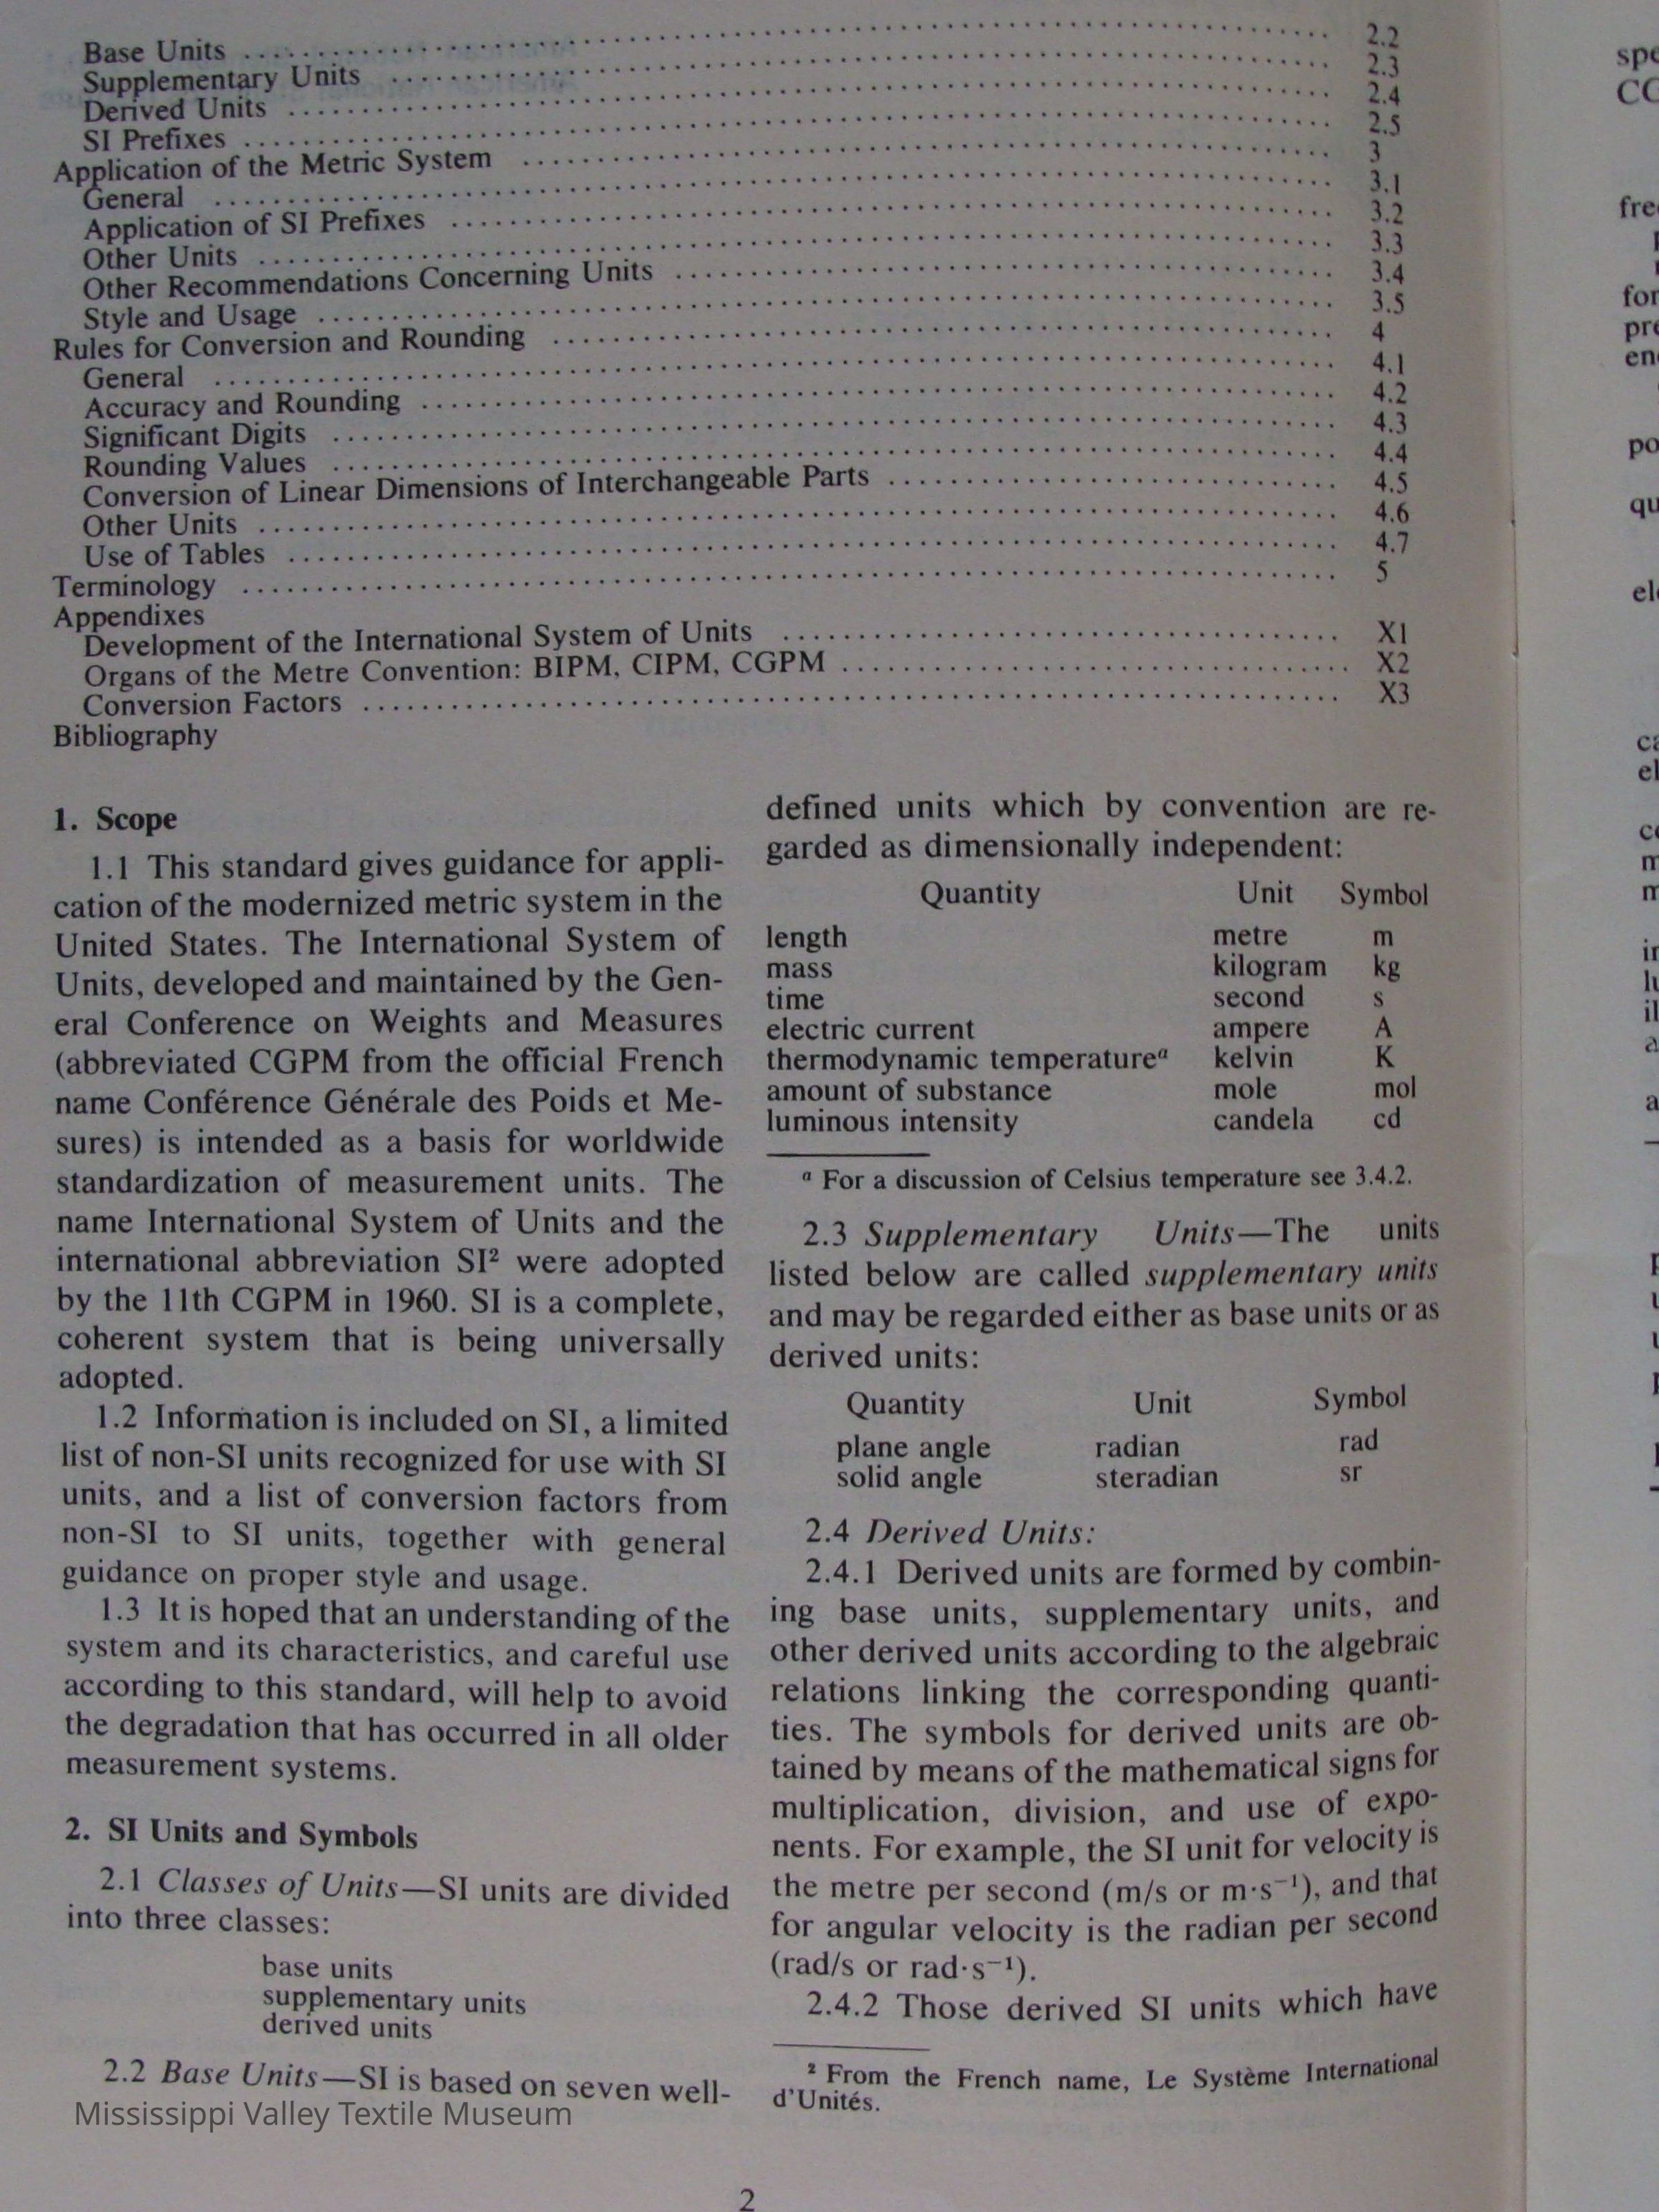 Base Units 2.2
Supplementary Units 2.3
Derived Units 2.4
SI Prefixes 2.5
Application of the Metric System 3
General 3.1
Application of SI Prefixes 3.2
Other Units 3.3
Other Recommendations Concerning Units 3.4
Style and Usage 3.5
Rules for Conversion and Rounding 4
General 4.1
Accuracy and Rounding 4.2
Significant Digits 4.3
Rounding Values 4.4
Conversion of Linear Dimensions of Interchangeable Parts 4.5
Other Units 4.6
Use of Tables 4.7
Terminology 5
Appendixes
Development of the International System of Units X1
Organs of the Metre Convention: BIPM, CIPM, CGPM X2
Conversion Factors X3
Bibliography
1. Scope
1.1 This standard gives guidance for appli-
cation of the modernized metric system in the
United States. The International System of
Units, developed and maintained by the Gen-
eral Conference on Weights and Measures
(abbreviated CGPM from the official French
name Conférence Générale des Poids et Me-
sures) is intended as a basis for worldwide
standardization of measurement units. The
name International System of Units and the
international abbreviation SI² were adopted
by the 11th CGPM in 1960. SI is a complete,
coherent system that is being universally
adopted.
1.2 Information is included on SI, a limited
list of non-SI units recognized for use with SI
units, and a list of conversion factors from
non-SI to SI units, together with general
guidance on proper style and usage.
1.3 It is hoped that an understanding of the
system and its characteristics, and careful use
according to this standard, will help to avoid
the degradation that has occurred in all older
measurement systems.
2. SI Units and Symbols
2.1 Classes of Units—SI units are divided
into three classes:
base units
supplementary units
derived units
2.2 Base Units—SI is based on seven well-
defined units which by convention are re-
garded as dimensionally independent:
Quantity Unit Symbol
length metre m
mass kilogram kg
time second s
electric current ampere A
thermodynamic temperatureᵃ kelvin K
amount of substance mole mol
luminous intensity candela cd
ᵃ For a discussion of Celsius temperature see 3.4.2.
2.3 Supplementary Units—The units
listed below are called supplementary units
and may be regarded either as base units or as
derived units:
Quantity Unit Symbol
plane angle radian rad
solid angle steradian sr
2.4 Derived Units:
2.4.1 Derived units are formed by combin-
ing base units, supplementary units, and
other derived units according to the algebraic
relations linking the corresponding quanti-
ties. The symbols for derived units are ob-
tained by means of the mathematical signs for
multiplication, division, and use of expo-
nents. For example, the SI unit for velocity is
the metre per second (m/s or m·s⁻¹), and that
for angular velocity is the radian per second
(rad/s or rad·s⁻¹).
2.4.2 Those derived SI units which have
² From the French name, Le Système International
d'Unités.
Mississippi Valley Textile Museum
2